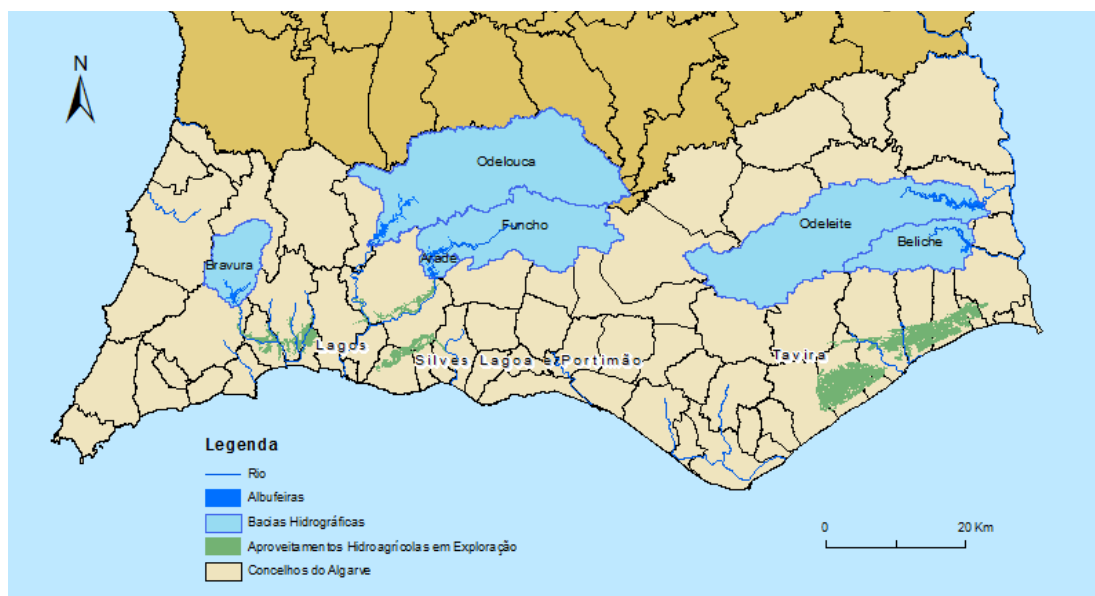 N
Odelouca
Funcho
Arade
Bravura
Odeleite
Beliche
Lagos
Silves, Lagoa, e Portimão
Tavira
Legenda
Rio
Albufeiras
Bacias Hidrográficas
Aproveitamentos Hidroagrícolas em Exploração
Concelhos do Algarve
0 20 Km